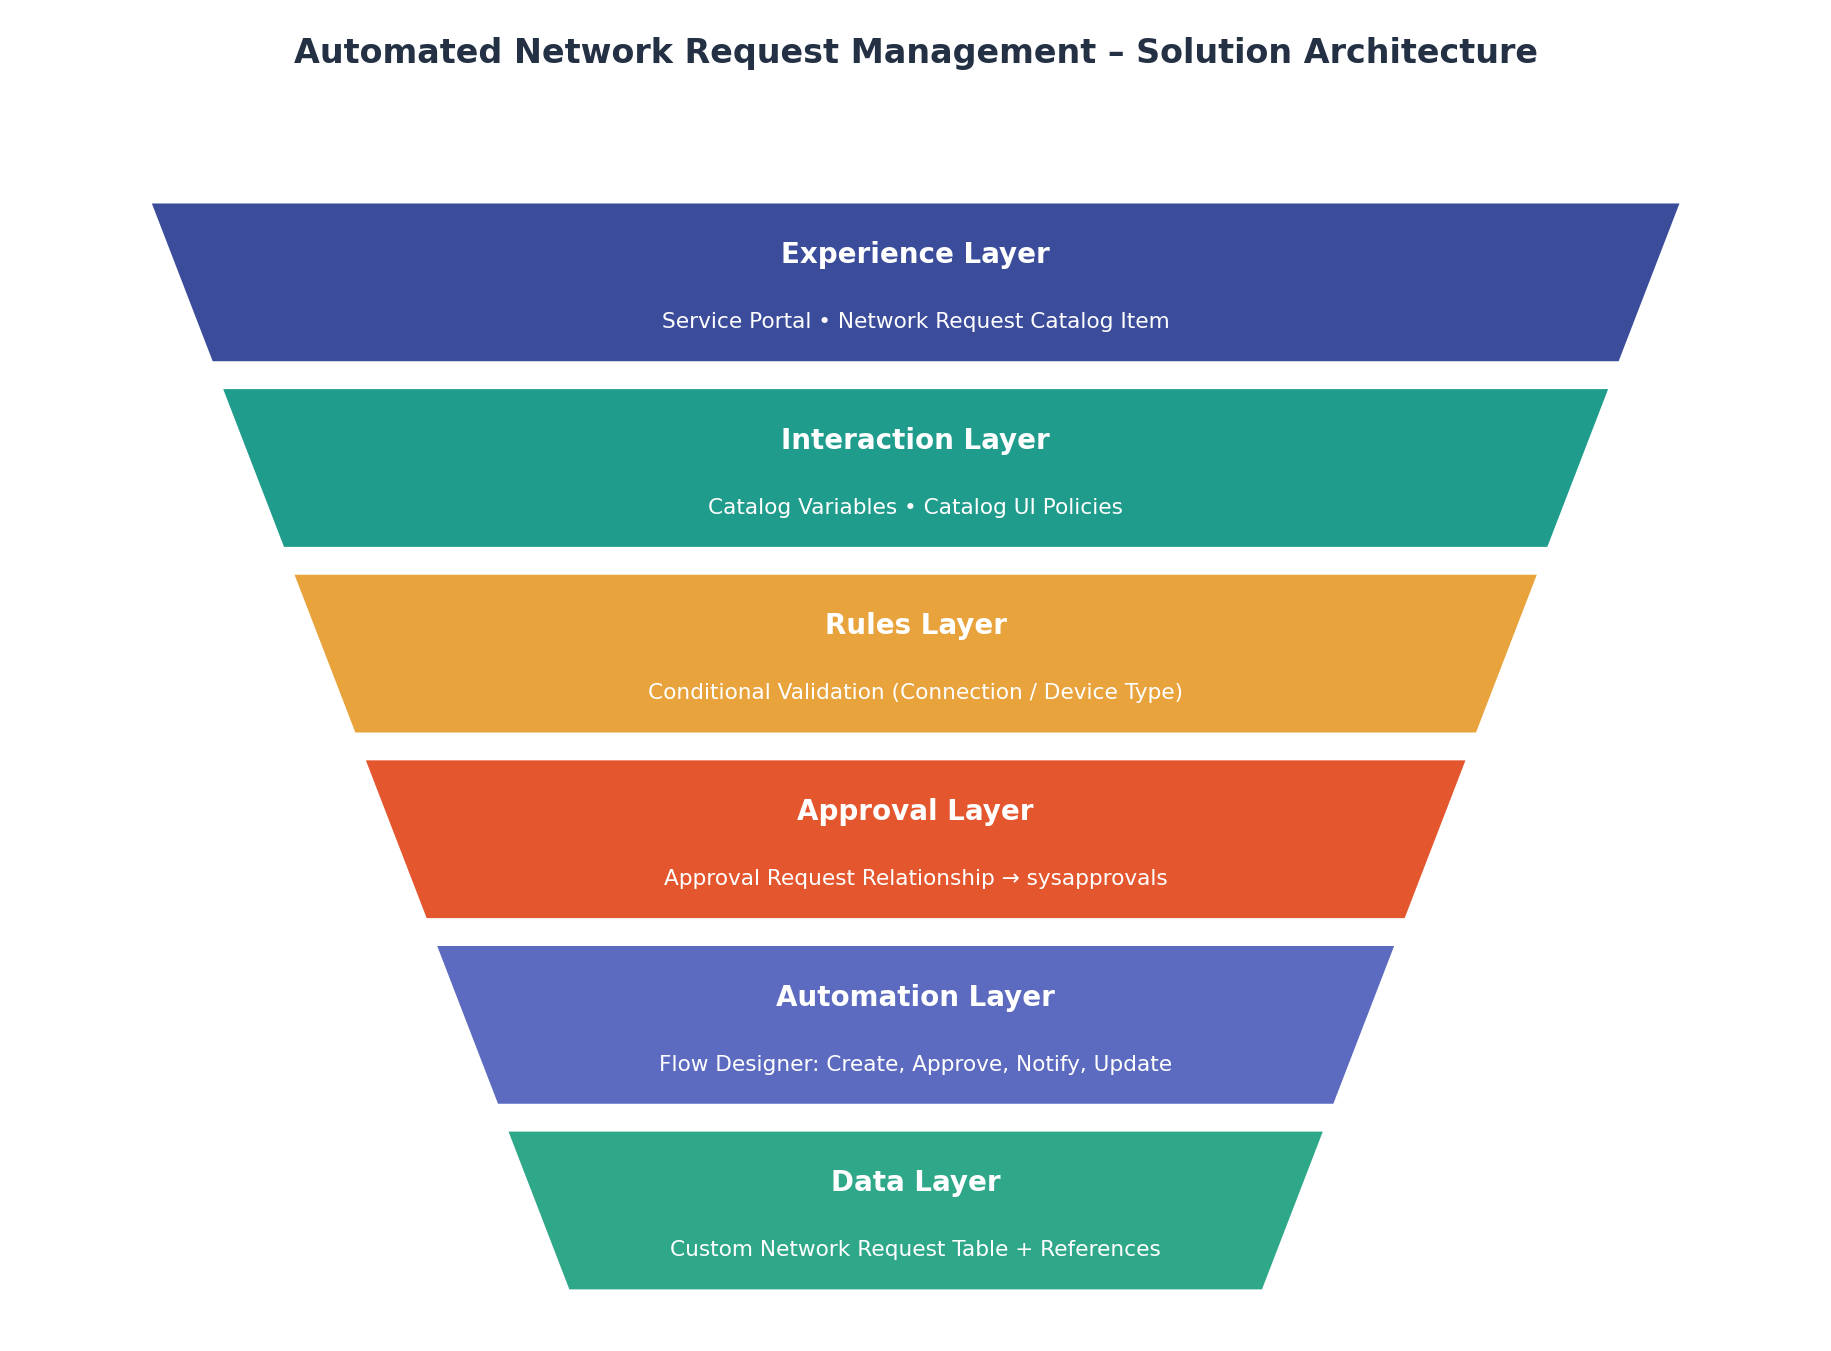 Automated Network Request Management – Solution Architecture
Experience Layer
Service Portal • Network Request Catalog Item
Interaction Layer
Catalog Variables • Catalog UI Policies
Rules Layer
Conditional Validation (Connection / Device Type)
Approval Layer
Approval Request Relationship → sysapprovals
Automation Layer
Flow Designer: Create, Approve, Notify, Update
Data Layer
Custom Network Request Table + References